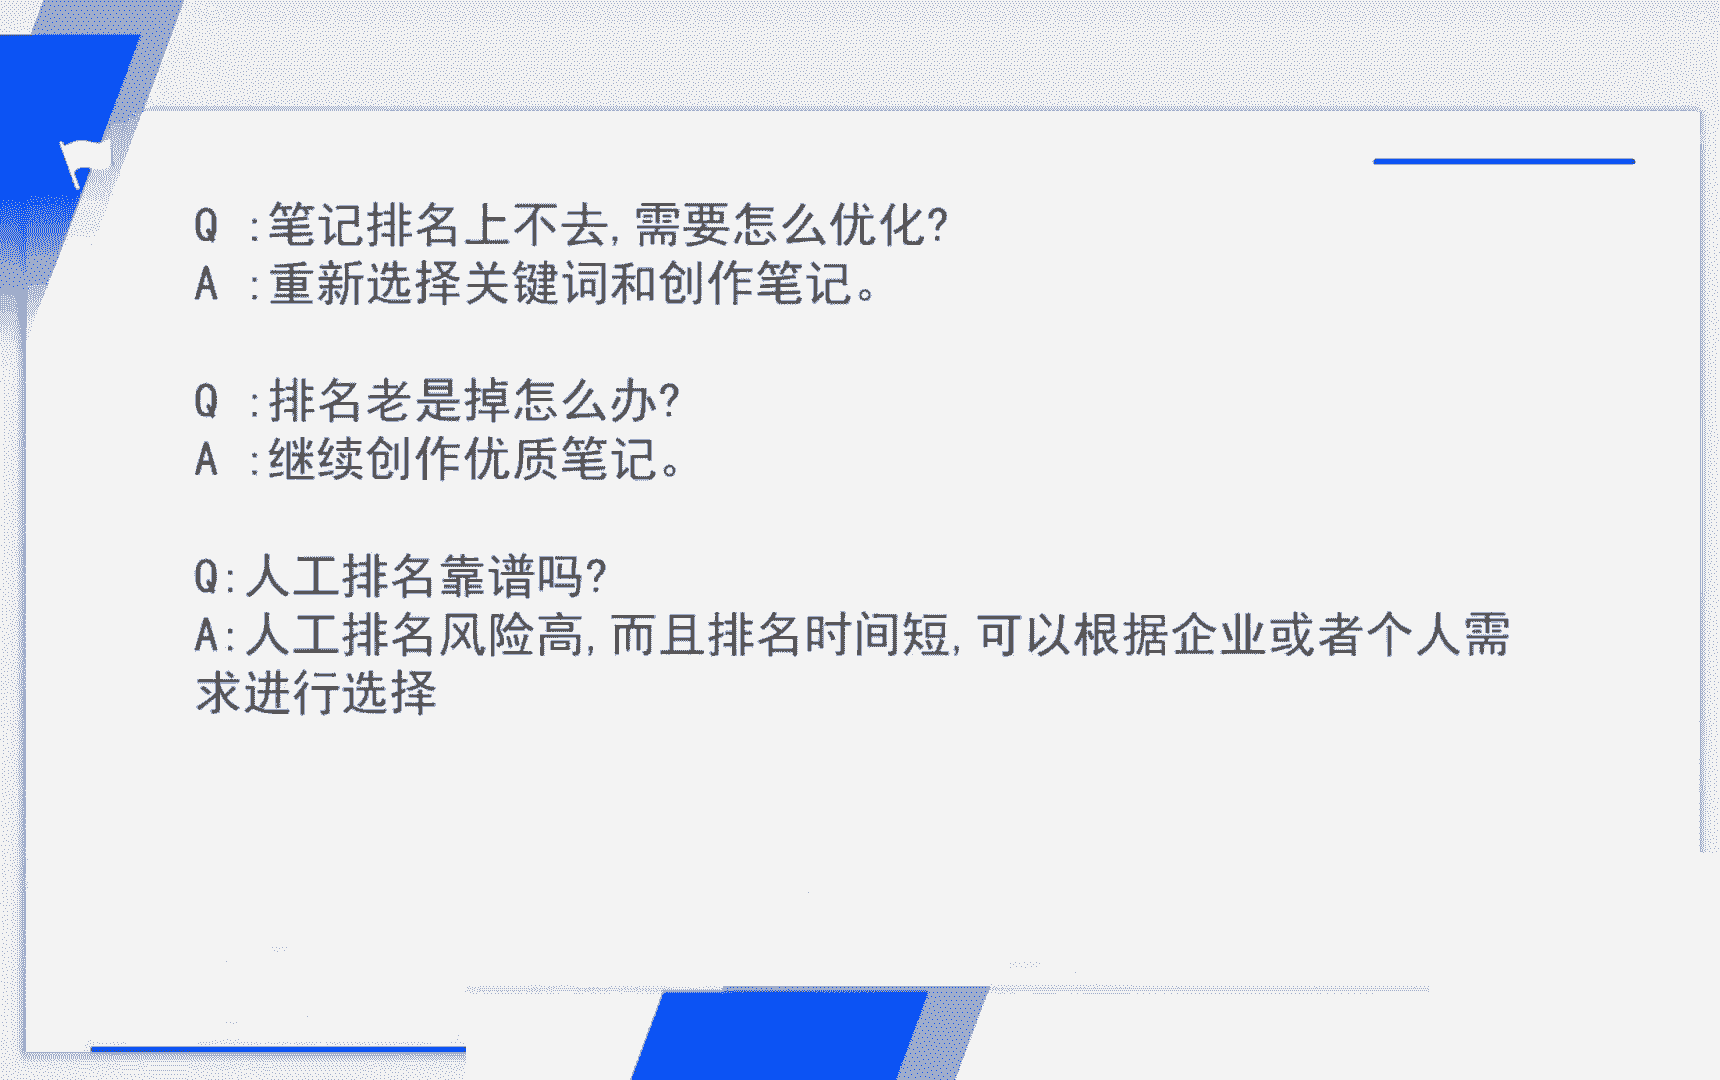 Q :笔记排名上不去,需要怎么优化?
A :重新选择关键词和创作笔记。
Q :排名老是掉怎么办?
A :继续创作优质笔记。
Q:人工排名靠谱吗?
A:人工排名风险高,而且排名时间短,可以根据企业或者个人需
求进行选择